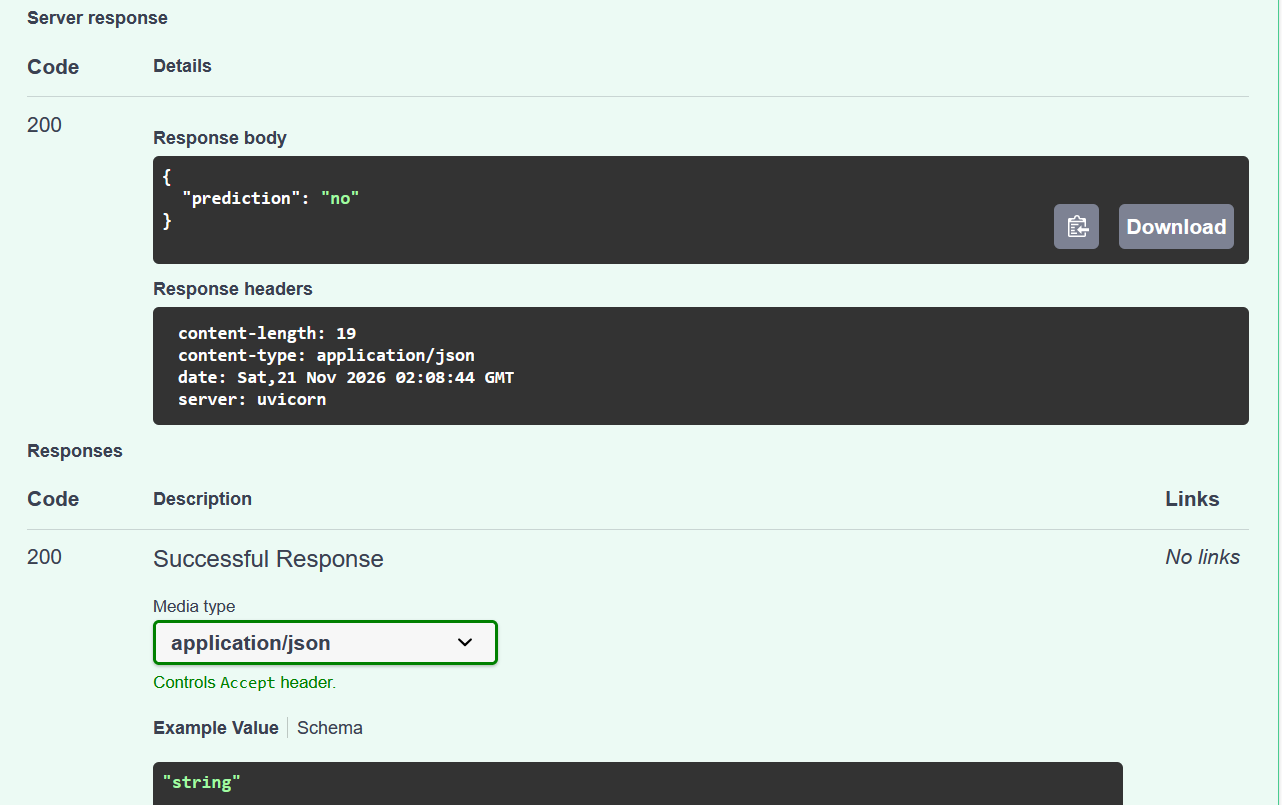 Server response
Code Details
200
Response body
{
  "prediction": "no"
}
Download
Response headers
content-length: 19
content-type: application/json
date: Sat,21 Nov 2026 02:08:44 GMT
server: uvicorn
Responses
Code Description Links
200 Successful Response No links
Media type
application/json
Controls Accept header.
Example Value Schema
"string"